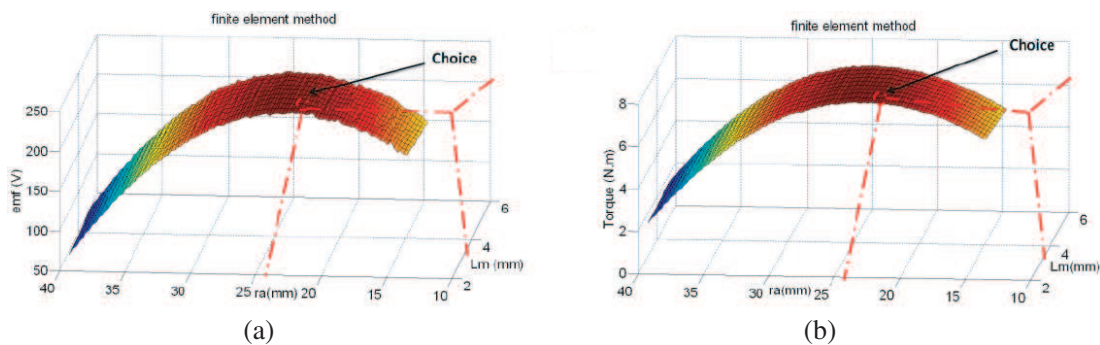 finite element method
Choice
250
200
150
100
50
emf (V)
40
35
30
25
ra(mm)
20
15
10
2
4
6
Lm (mm)
(a)
finite element method
Choice
8
6
4
2
0
Torque (N.m)
40
35
30
ra(mm)
25
20
15
10
2
4
6
Lm(mm)
(b)